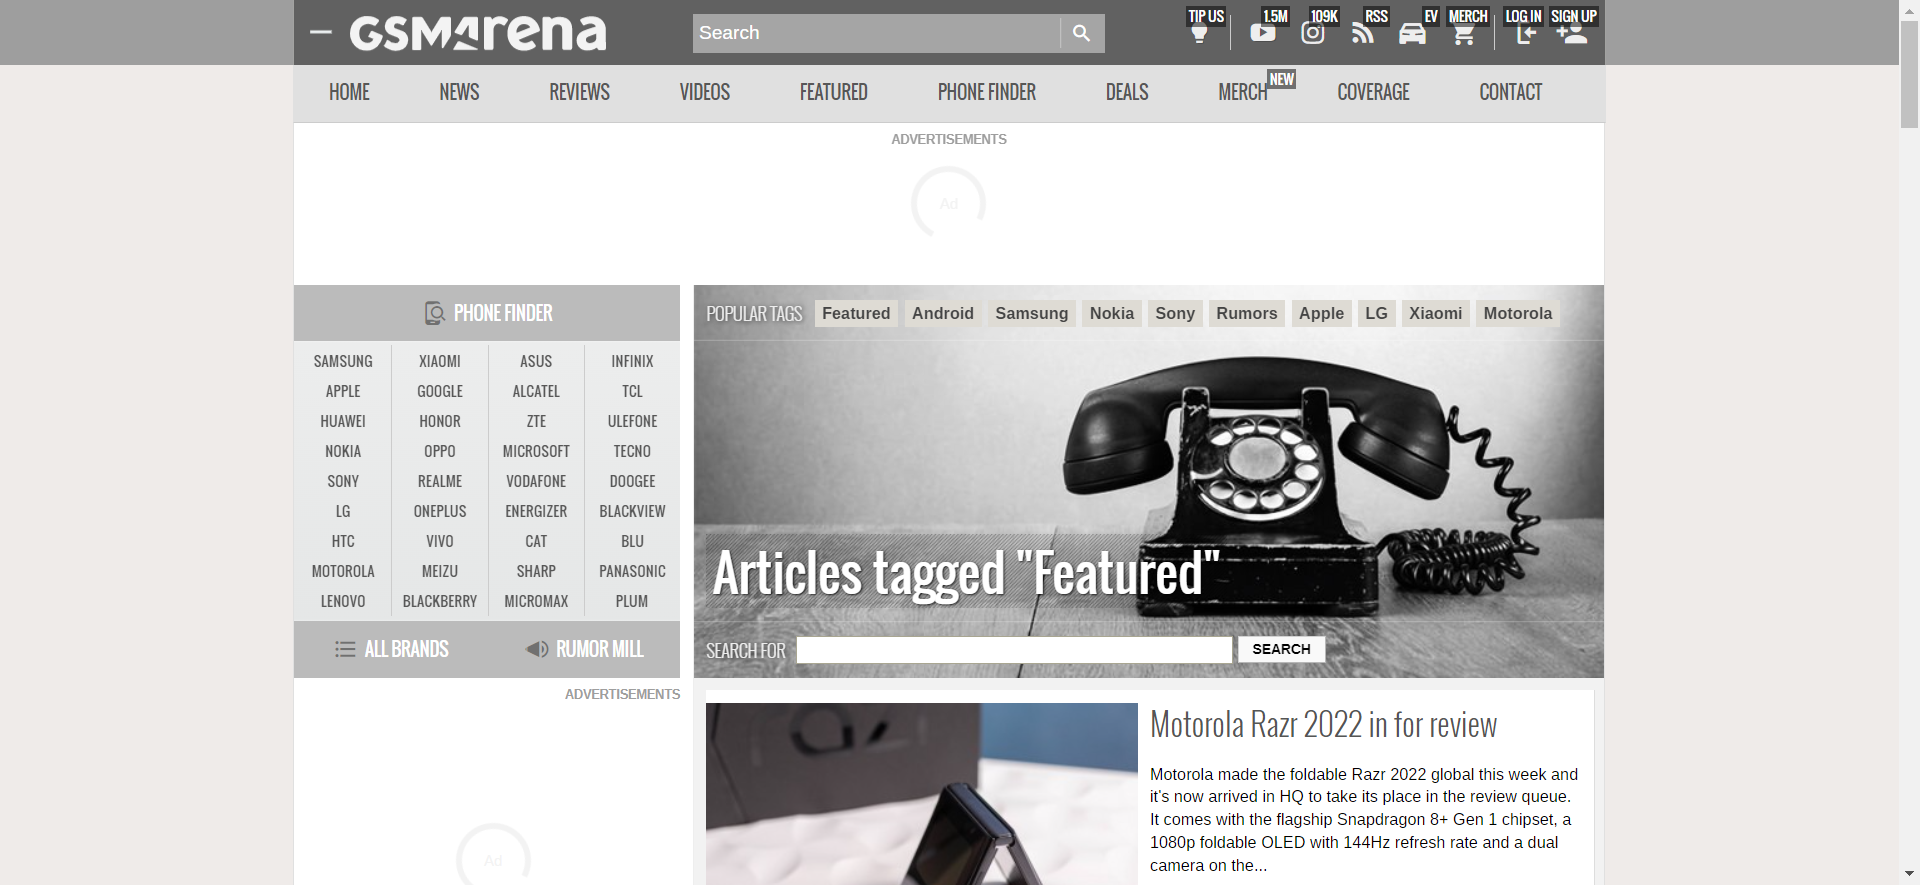 GSMArena
Search
TIP US
1.5M
109K
RSS
EV
MERCH
LOG IN
SIGN UP
HOME
NEWS
REVIEWS
VIDEOS
FEATURED
PHONE FINDER
DEALS
MERCH
NEW
COVERAGE
CONTACT
ADVERTISEMENTS
Ad
PHONE FINDER
SAMSUNG XIAOMI ASUS INFINIX
APPLE GOOGLE ALCATEL TCL
HUAWEI HONOR ZTE ULEFONE
NOKIA OPPO MICROSOFT TECNO
SONY REALME VODAFONE DOOGEE
LG ONEPLUS ENERGIZER BLACKVIEW
HTC VIVO CAT BLU
MOTOROLA MEIZU SHARP PANASONIC
LENOVO BLACKBERRY MICROMAX PLUM
ALL BRANDS
RUMOR MILL
ADVERTISEMENTS
Ad
POPULAR TAGS Featured Android Samsung Nokia Sony Rumors Apple LG Xiaomi Motorola
Articles tagged "Featured"
SEARCH FOR
SEARCH
Motorola Razr 2022 in for review
Motorola made the foldable Razr 2022 global this week and
it's now arrived in HQ to take its place in the review queue.
It comes with the flagship Snapdragon 8+ Gen 1 chipset, a
1080p foldable OLED with 144Hz refresh rate and a dual
camera on the...